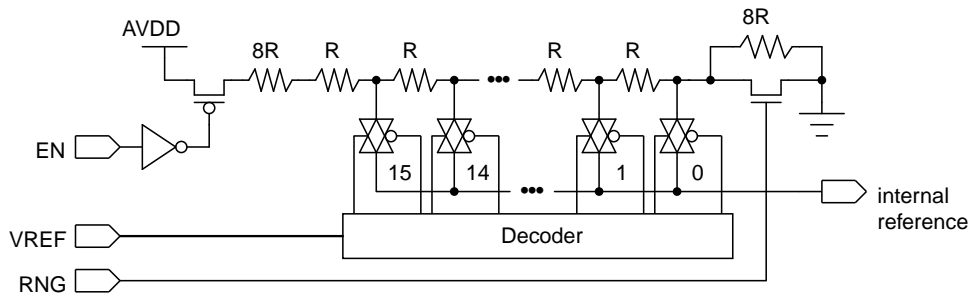 8R
AVDD
8R
R
R
R
R
EN
15
14
1
0
internal
reference
Decoder
VREF
RNG